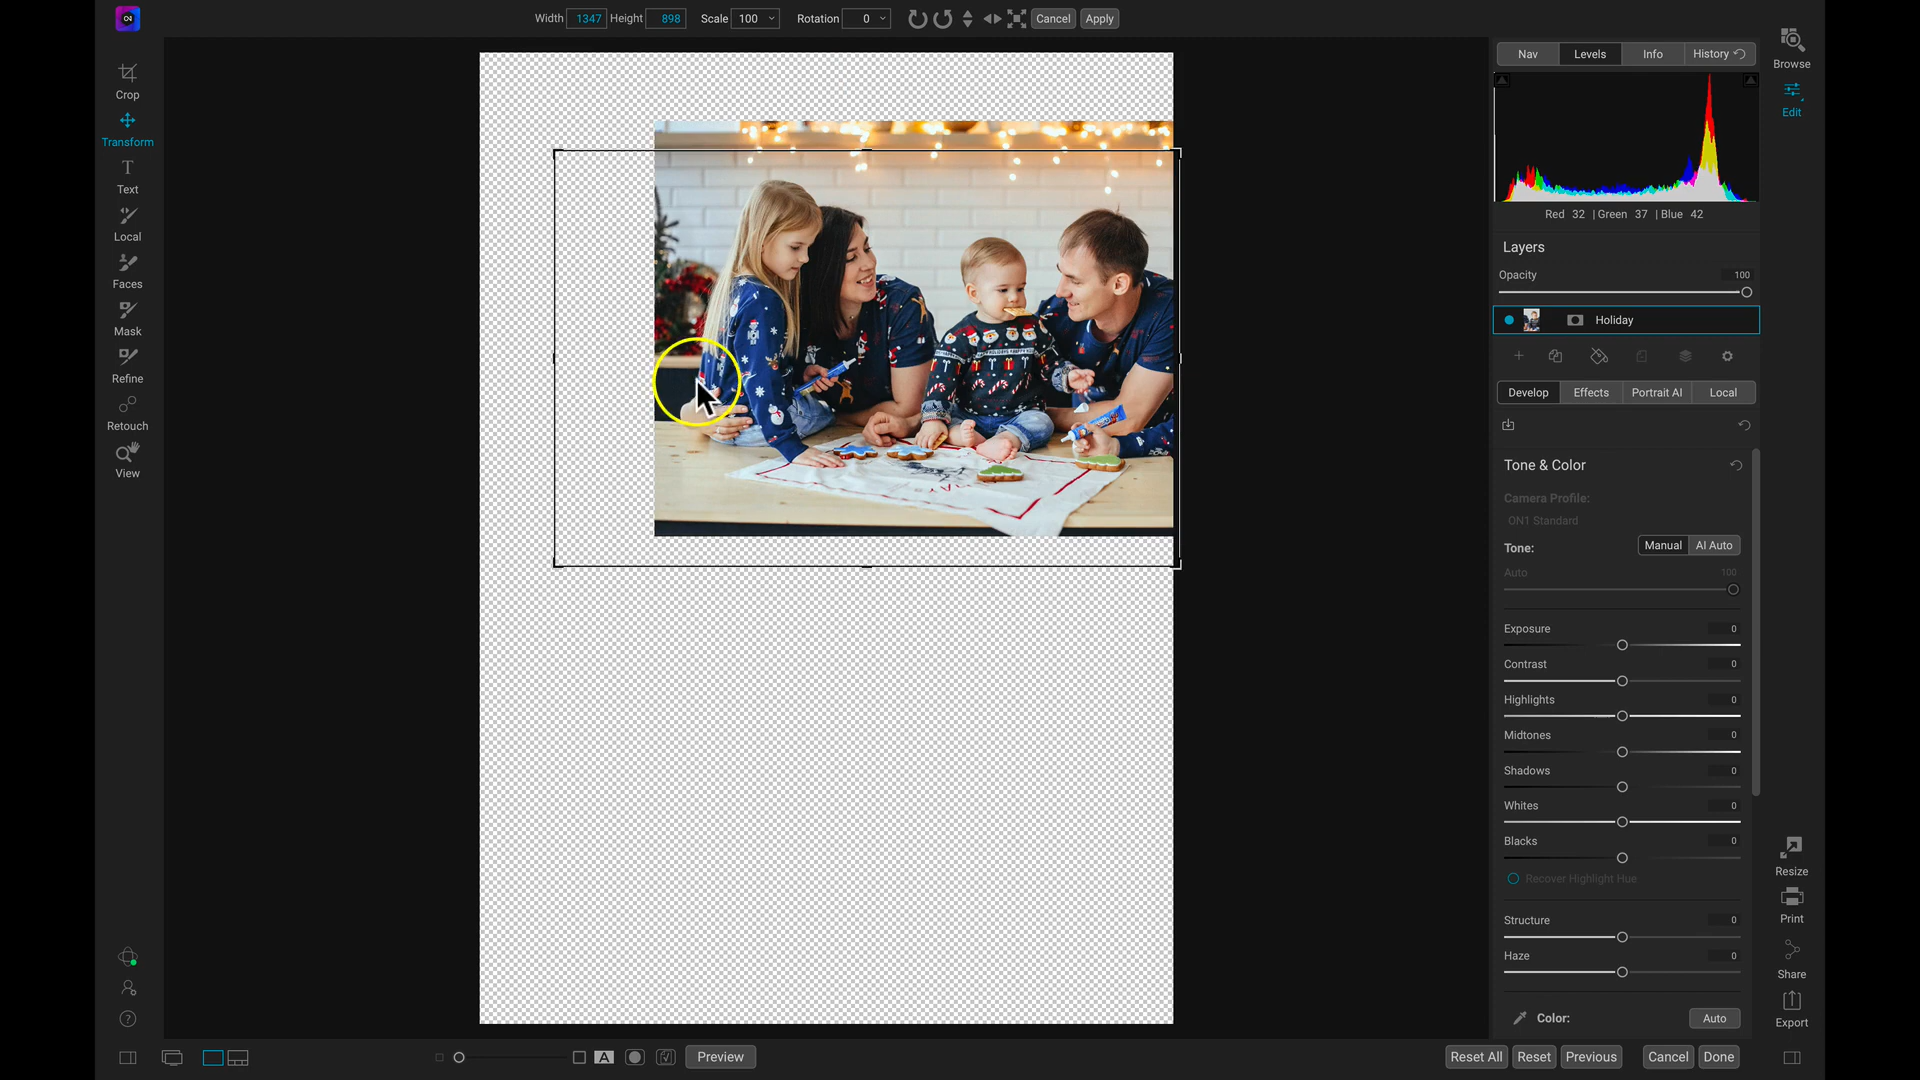 Width 1347 Height 898 Scale 100 Rotation 0 Cancel Apply
Crop
Transform
Text
Local
Faces
Mask
Refine
Retouch
View
Nav Levels Info History
Red 32 | Green 37 | Blue 42
Layers
Opacity 100
Holiday
Develop Effects Portrait AI Local
Tone & Color
Camera Profile:
ON1 Standard
Tone: Manual AI Auto
Auto 100
Exposure 0
Contrast 0
Highlights 0
Midtones 0
Shadows 0
Whites 0
Blacks 0
Recover Highlight Hue
Structure 0
Haze 0
Color: Auto
Browse
Edit
Resize
Print
Share
Export
A Preview
Reset All Reset Previous Cancel Done